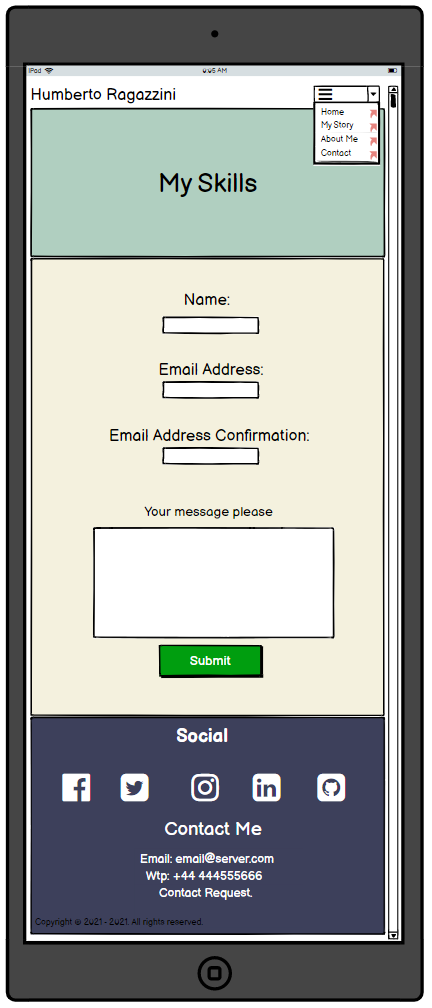 iPad
9:05 AM
Humberto Ragazzini
Home
My Story
About Me
Contact
My Skills
Name:
Email Address:
Email Address Confirmation:
Your message please
Submit
Social
Contact Me
Email: email@server.com
Wtp: +44 444555666
Contact Request.
Copyright © 2021 - 2021. All rights reserved.